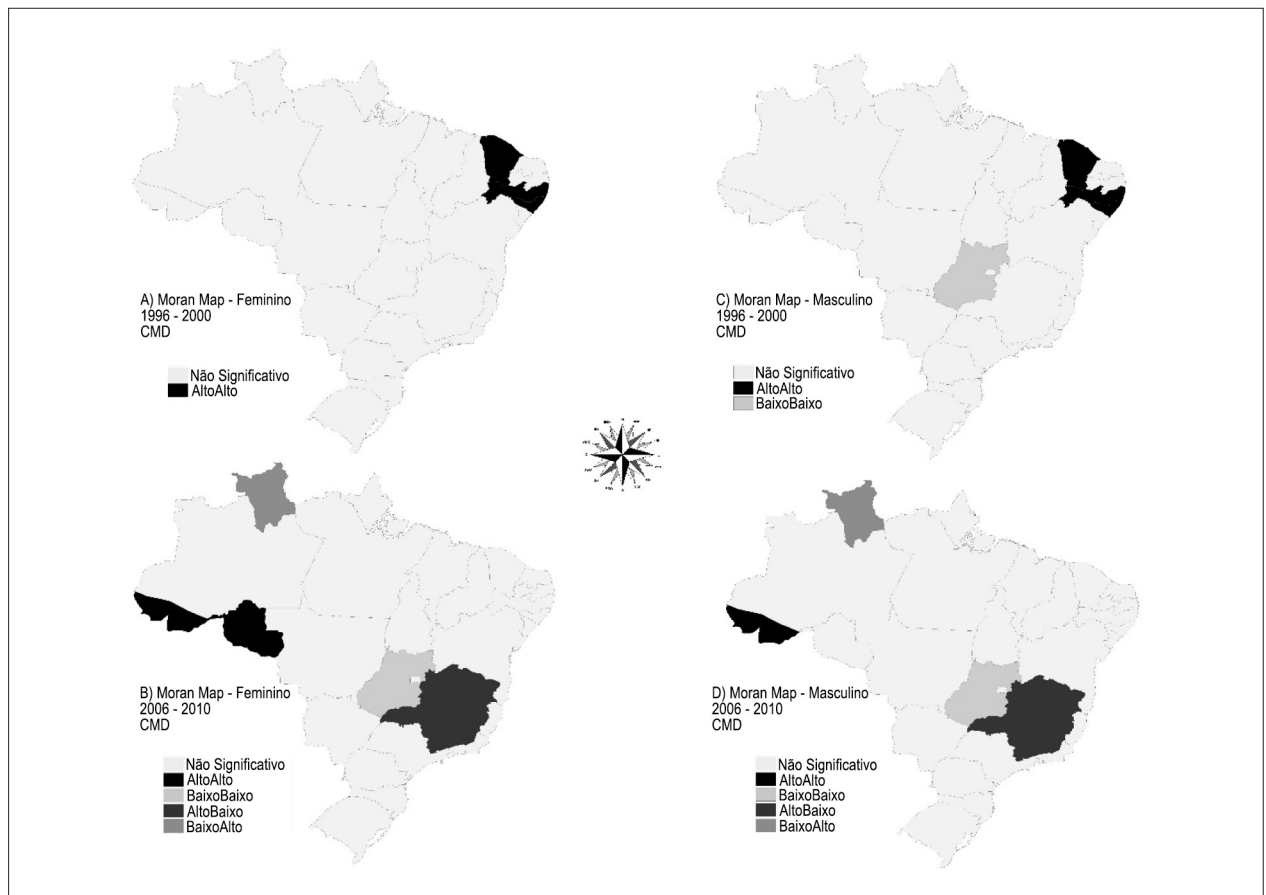 A) Moran Map - Feminino
1996 - 2000
CMD
Não Significativo
AltoAlto
C) Moran Map - Masculino
1996 - 2000
CMD
Não Significativo
AltoAlto
BaixoBaixo
B) Moran Map - Feminino
2006 - 2010
CMD
Não Significativo
AltoAlto
BaixoBaixo
AltoBaixo
BaixoAlto
D) Moran Map - Masculino
2006 - 2010
CMD
Não Significativo
AltoAlto
BaixoBaixo
AltoBaixo
BaixoAlto